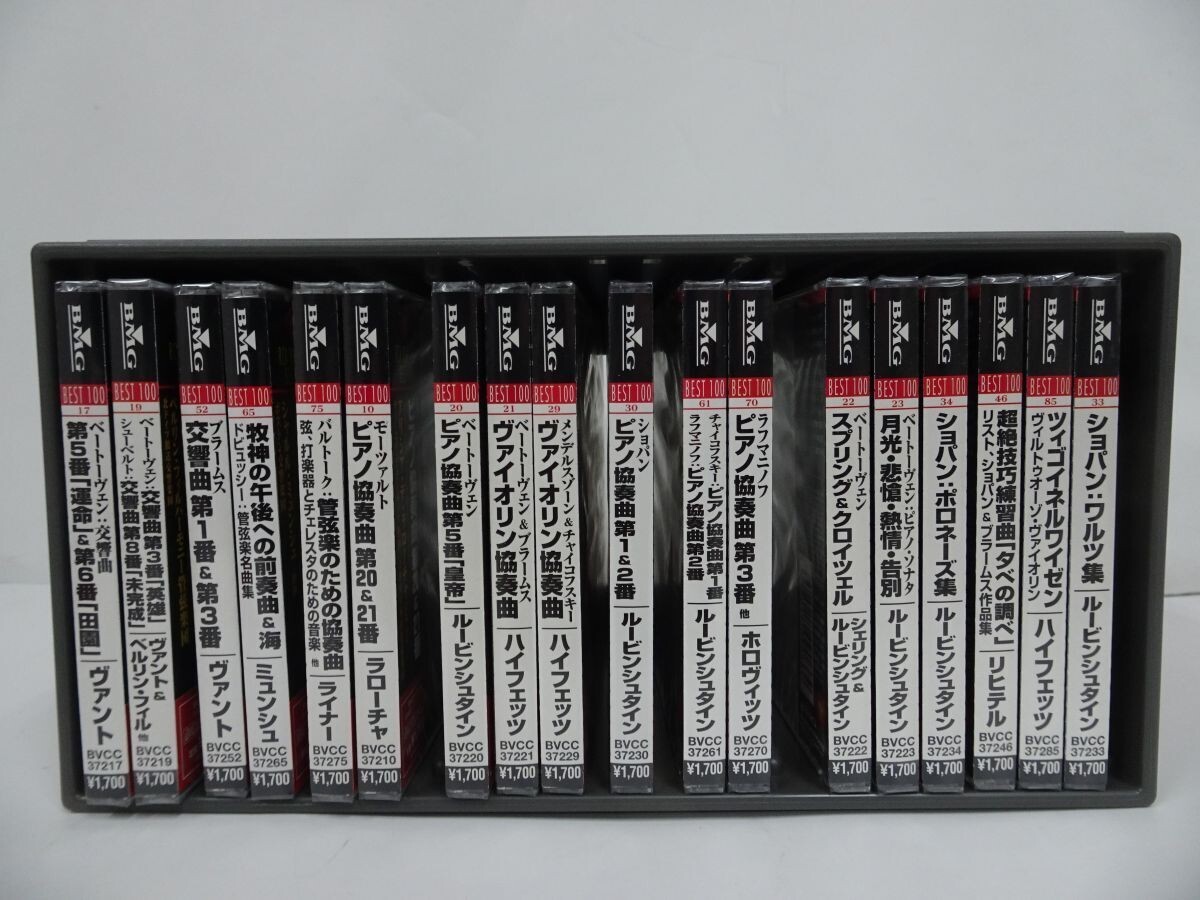 BMG
BEST 100
17
ベートーヴェン:交響曲
第5番「運命」&第6番「田園」
ヴァント
BVCC
37217
¥1,700
BMG
BEST 100
19
ベートーヴェン:交響曲第3番「英雄」
シューベルト:交響曲第8番「未完成」
ヴァント&
ベルリン・フィル 他
BVCC
37219
¥1,700
BMG
BEST 100
52
ブラームス
交響曲 第1番&第3番
ヴァント
BVCC
37252
¥1,700
BMG
BEST 100
65
牧神の午後への前奏曲&海
ドビュッシー:管弦楽名曲集
ミュンシュ
BVCC
37265
¥1,700
BMG
BEST 100
75
バルトーク:管弦楽のための協奏曲
弦、打楽器とチェレスタのための音楽 他
ライナー
BVCC
37275
¥1,700
BMG
BEST 100
10
モーツァルト
ピアノ協奏曲 第20&21番
ラローチャ
BVCC
37210
¥1,700
BMG
BEST 100
20
ベートーヴェン
ピアノ協奏曲第5番「皇帝」
ルービンシュタイン
BVCC
37220
¥1,700
BMG
BEST 100
21
ベートーヴェン&ブラームス
ヴァイオリン協奏曲
ハイフェッツ
BVCC
37221
¥1,700
BMG
BEST 100
29
メンデルスゾーン&チャイコフスキー
ヴァイオリン協奏曲
ハイフェッツ
BVCC
37229
¥1,700
BMG
BEST 100
30
ショパン
ピアノ協奏曲 第1&2番
ルービンシュタイン
BVCC
37230
¥1,700
BMG
BEST 100
61
チャイコフスキー:ピアノ協奏曲第1番
ラフマニノフ:ピアノ協奏曲第2番
ルービンシュタイン
BVCC
37261
¥1,700
BMG
BEST 100
70
ラフマニノフ
ピアノ協奏曲 第3番 他
ホロヴィッツ
BVCC
37270
¥1,700
BMG
BEST 100
22
ベートーヴェン
スプリング&クロイツェル
シェリング&
ルービンシュタイン
BVCC
37222
¥1,700
BMG
BEST 100
23
ベートーヴェン:ピアノ・ソナタ
月光・悲愴・熱情・告別
ルービンシュタイン
BVCC
37223
¥1,700
BMG
BEST 100
34
ショパン:ポロネーズ集
ルービンシュタイン
BVCC
37234
¥1,700
BMG
BEST 100
46
超絶技巧練習曲「夕べの調べ」
リスト、ショパン&ブラームス作品集
リヒテル
BVCC
37246
¥1,700
BMG
BEST 100
85
ツィゴイネルワイゼン
ヴィルトゥオーゾ・ヴァイオリン
ハイフェッツ
BVCC
37285
¥1,700
BMG
BEST 100
33
ショパン:ワルツ集
ルービンシュタイン
BVCC
37233
¥1,700